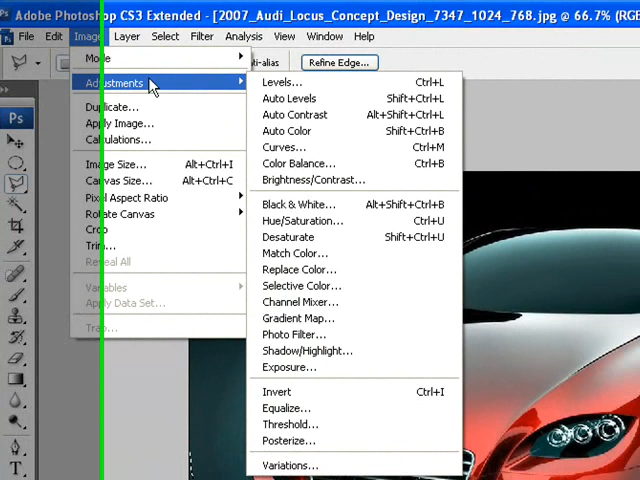 Adobe Photoshop CS3 Extended - [2007_Audi_Locus_Concept_Design_7347_1024_768.jpg @ 66.7% (RGB
File Edit Image Layer Select Filter Analysis View Window Help
ti-alias Refine Edge...
Mode
Adjustments
Duplicate...
Apply Image...
Calculations...
Image Size... Alt+Ctrl+I
Canvas Size... Alt+Ctrl+C
Pixel Aspect Ratio
Rotate Canvas
Crop
Trim...
Reveal All
Variables
Apply Data Set...
Trap...
Levels... Ctrl+L
Auto Levels Shift+Ctrl+L
Auto Contrast Alt+Shift+Ctrl+L
Auto Color Shift+Ctrl+B
Curves... Ctrl+M
Color Balance... Ctrl+B
Brightness/Contrast...
Black & White... Alt+Shift+Ctrl+B
Hue/Saturation... Ctrl+U
Desaturate Shift+Ctrl+U
Match Color...
Replace Color...
Selective Color...
Channel Mixer...
Gradient Map...
Photo Filter...
Shadow/Highlight...
Exposure...
Invert Ctrl+I
Equalize...
Threshold...
Posterize...
Variations...
Ps
T